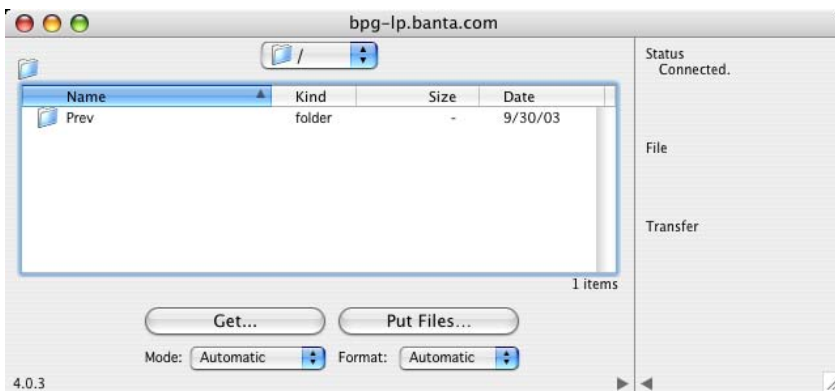 bpg-lp.banta.com
/
Status
Connected.
Name Kind Size Date
Prev folder - 9/30/03
File
Transfer
1 items
Get... Put Files...
Mode: Automatic Format: Automatic
4.0.3